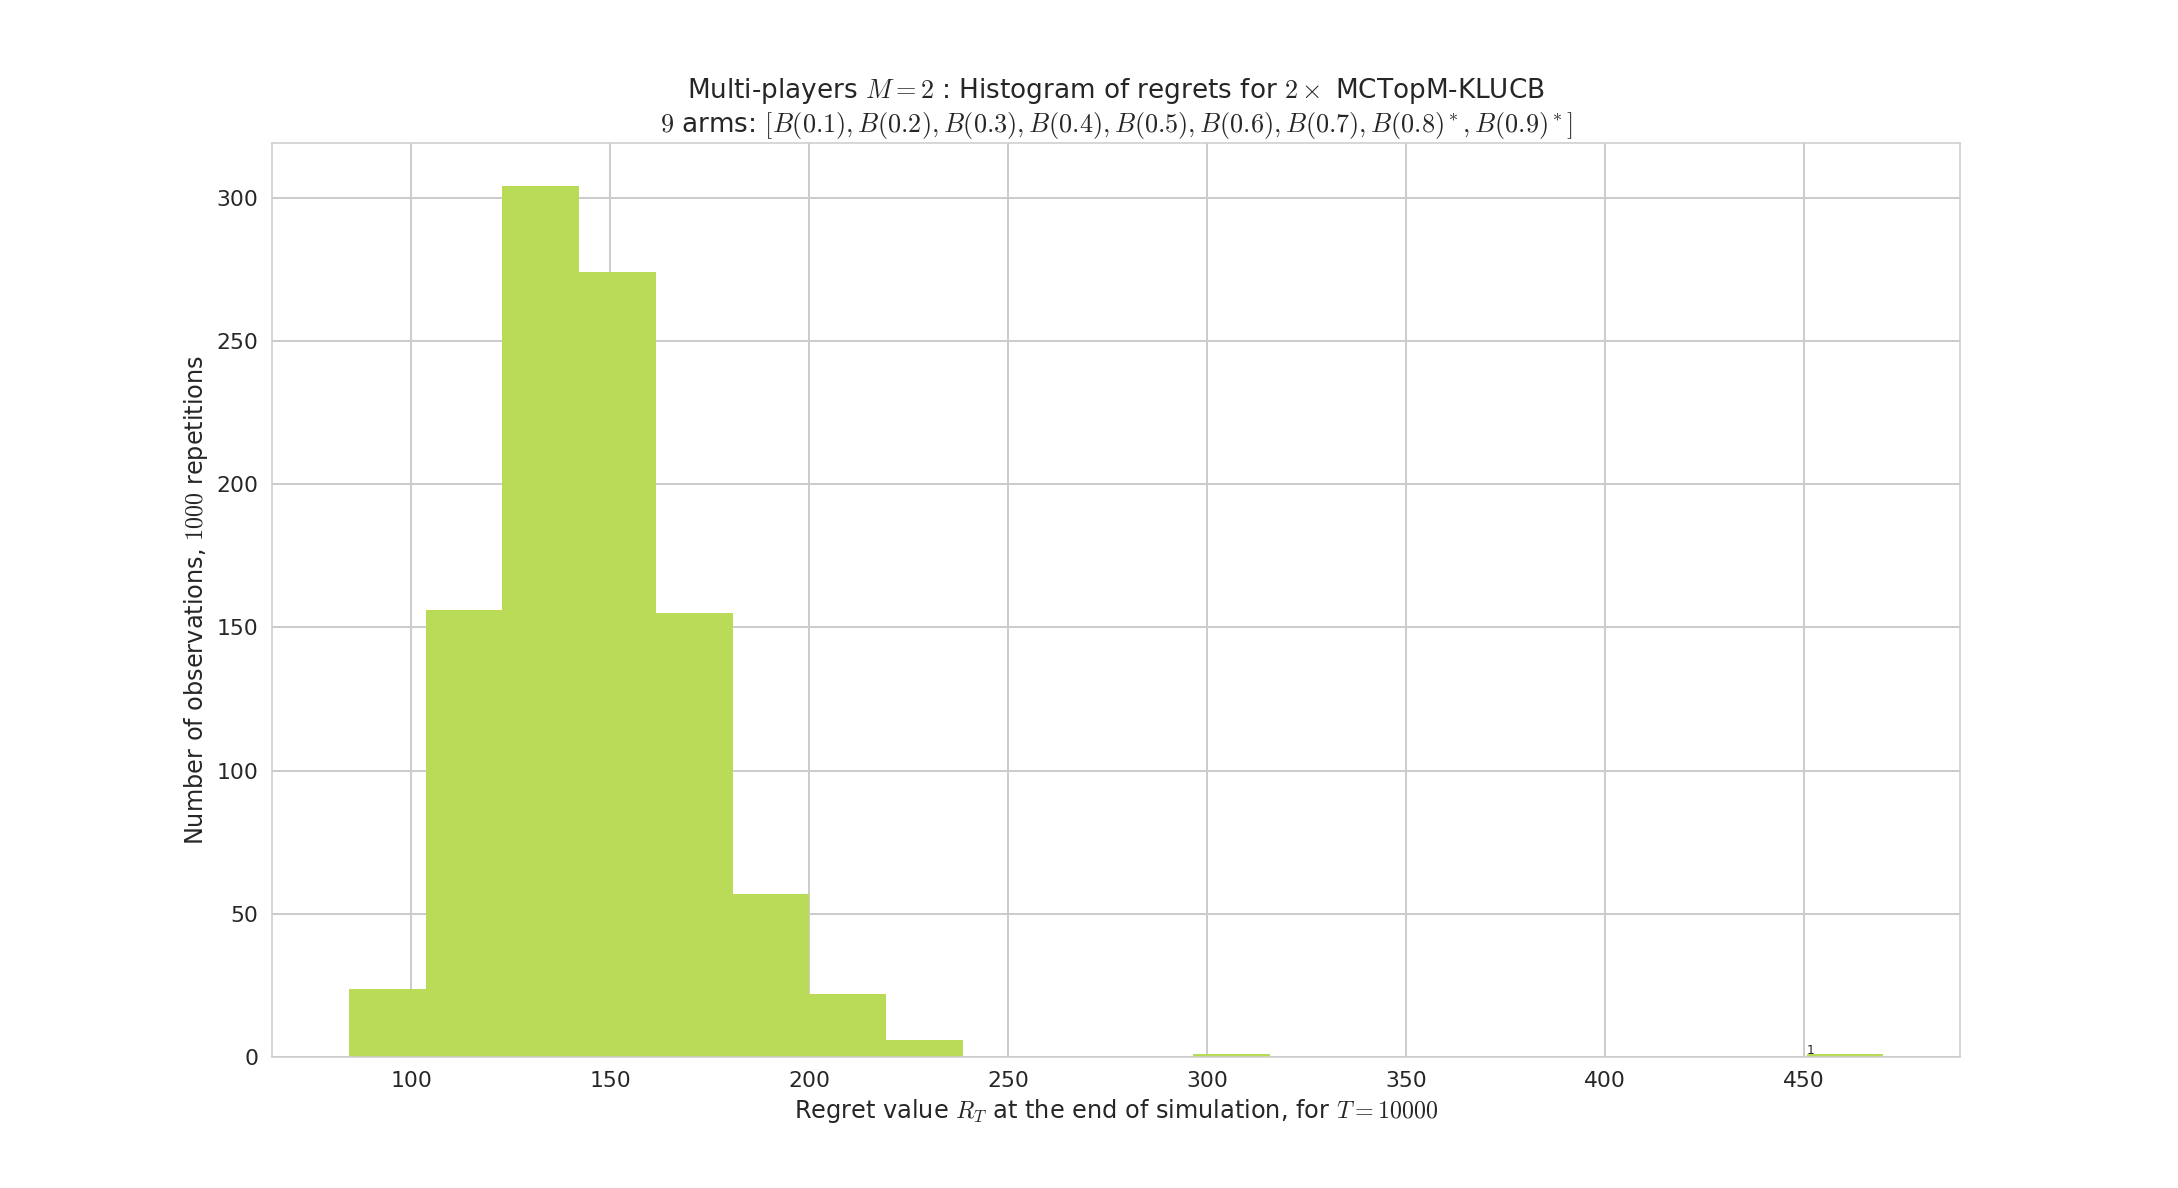 Multi-players M = 2 : Histogram of regrets for 2× MCTopM-KLUCB
9 arms: [B(0.1), B(0.2), B(0.3), B(0.4), B(0.5), B(0.6), B(0.7), B(0.8)*, B(0.9)*]
Number of observations, 1000 repetitions
300
250
200
150
100
50
0
1
100 150 200 250 300 350 400 450
Regret value R_T at the end of simulation, for T = 10000